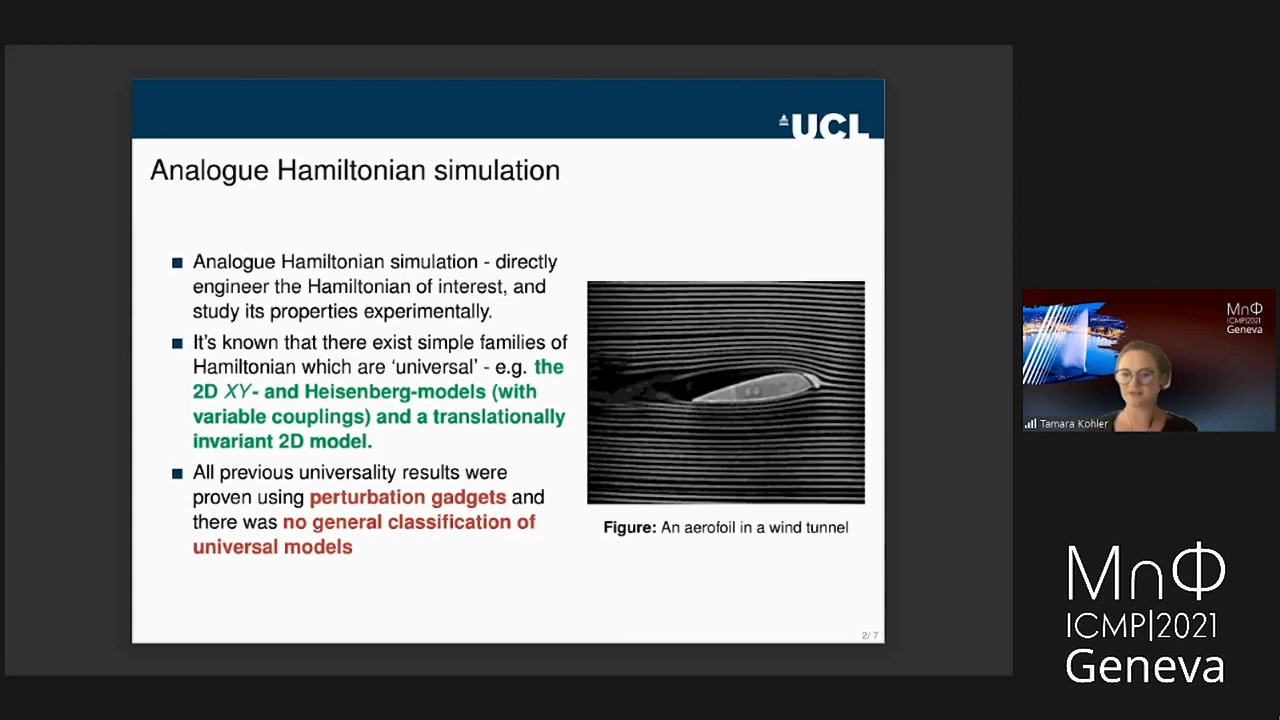 UCL
Analogue Hamiltonian simulation
Analogue Hamiltonian simulation - directly
engineer the Hamiltonian of interest, and
study its properties experimentally.
It's known that there exist simple families of
Hamiltonian which are ‘universal’ - e.g. the
2D XY- and Heisenberg-models (with
variable couplings) and a translationally
invariant 2D model.
All previous universality results were
proven using perturbation gadgets and
there was no general classification of
universal models
Figure: An aerofoil in a wind tunnel
2/ 7
M∩Φ
ICMP|2021
Geneva
Tamara Kohler
M∩Φ
ICMP|2021
Geneva